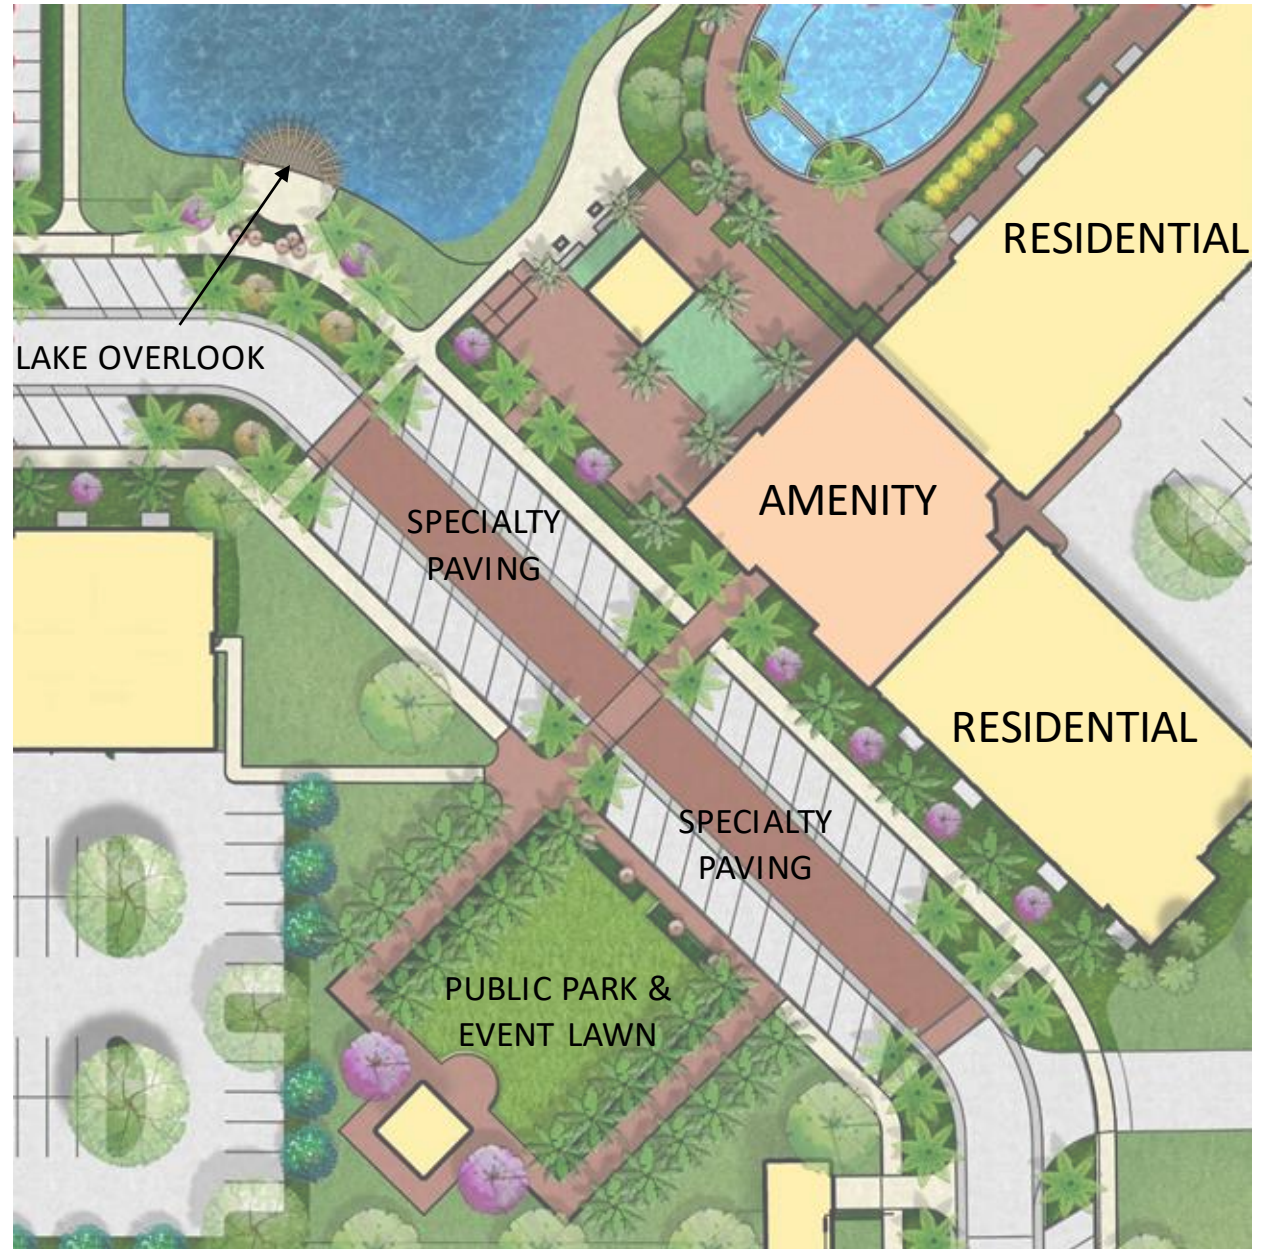 RESIDENTIAL
LAKE OVERLOOK
AMENITY
SPECIALTY
PAVING
RESIDENTIAL
SPECIALTY
PAVING
PUBLIC PARK &
EVENT LAWN